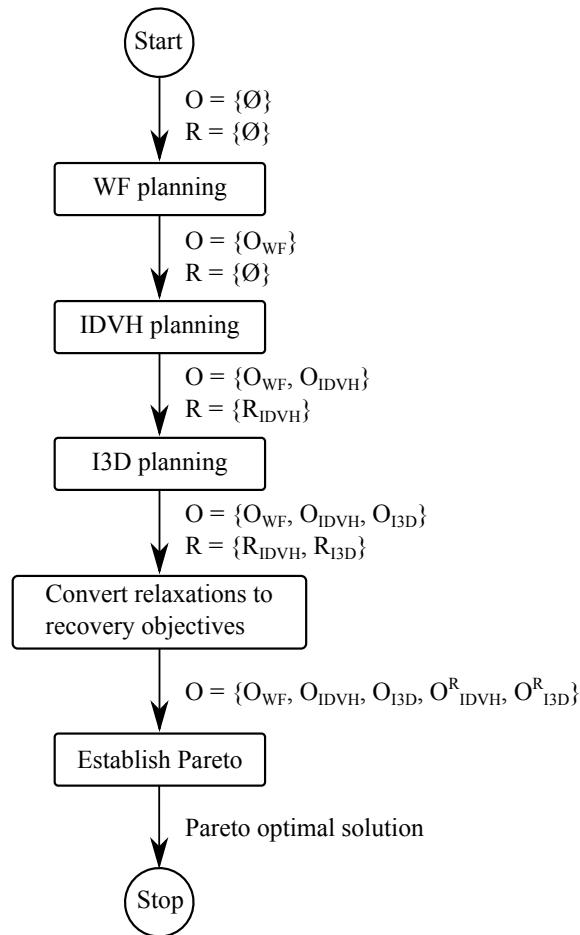 Start
O = {Ø}
R = {Ø}
WF planning
O = {O_WF}
R = {Ø}
IDVH planning
O = {O_WF, O_IDVH}
R = {R_IDVH}
I3D planning
O = {O_WF, O_IDVH, O_I3D}
R = {R_IDVH, R_I3D}
Convert relaxations to
recovery objectives
O = {O_WF, O_IDVH, O_I3D, O^R_IDVH, O^R_I3D}
Establish Pareto
Pareto optimal solution
Stop